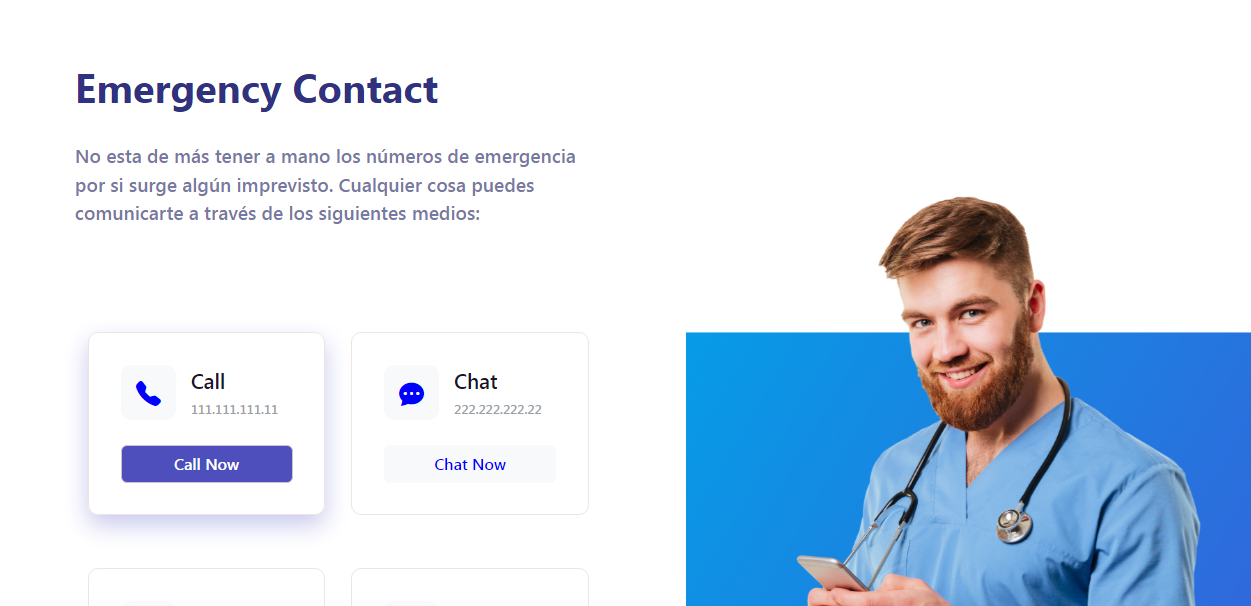 Emergency Contact
No esta de más tener a mano los números de emergencia
por si surge algún imprevisto. Cualquier cosa puedes
comunicarte a través de los siguientes medios:
Call
111.111.111.11
Call Now
Chat
222.222.222.22
Chat Now